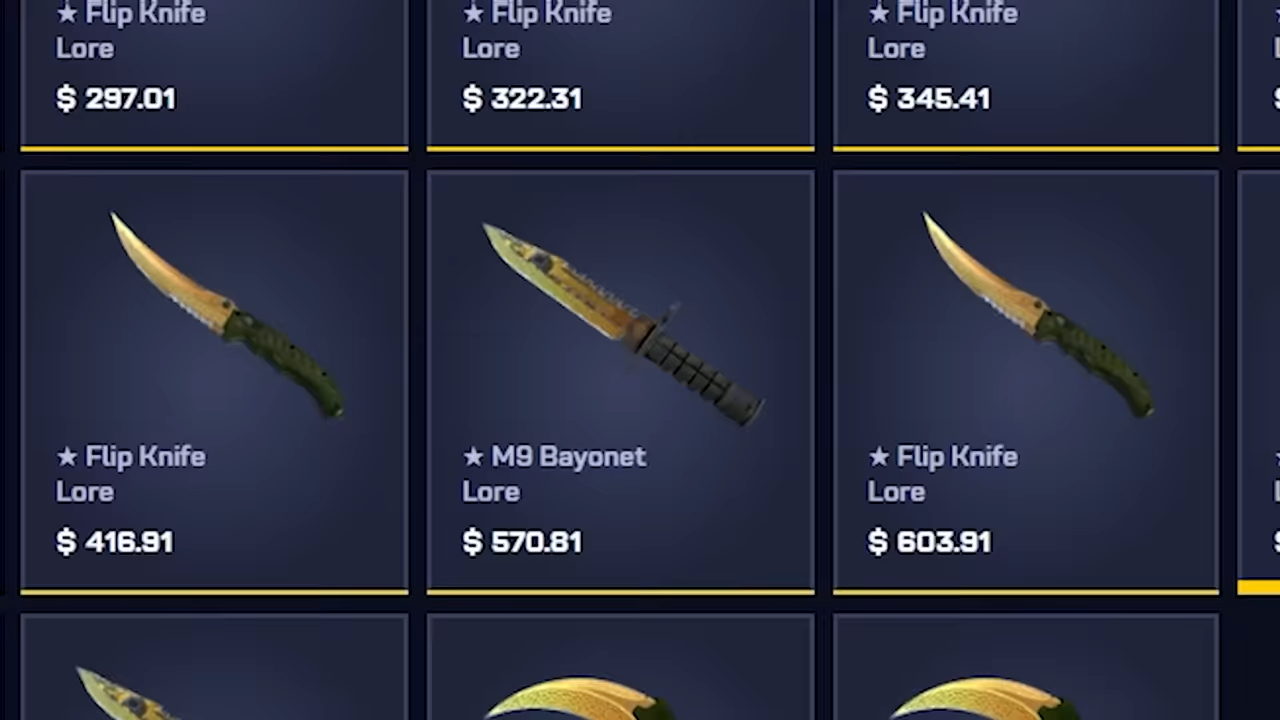 ★ Flip Knife
Lore
$ 297.01
★ Flip Knife
Lore
$ 322.31
★ Flip Knife
Lore
$ 345.41
★ Flip Knife
Lore
$ 416.91
★ M9 Bayonet
Lore
$ 570.81
★ Flip Knife
Lore
$ 603.91